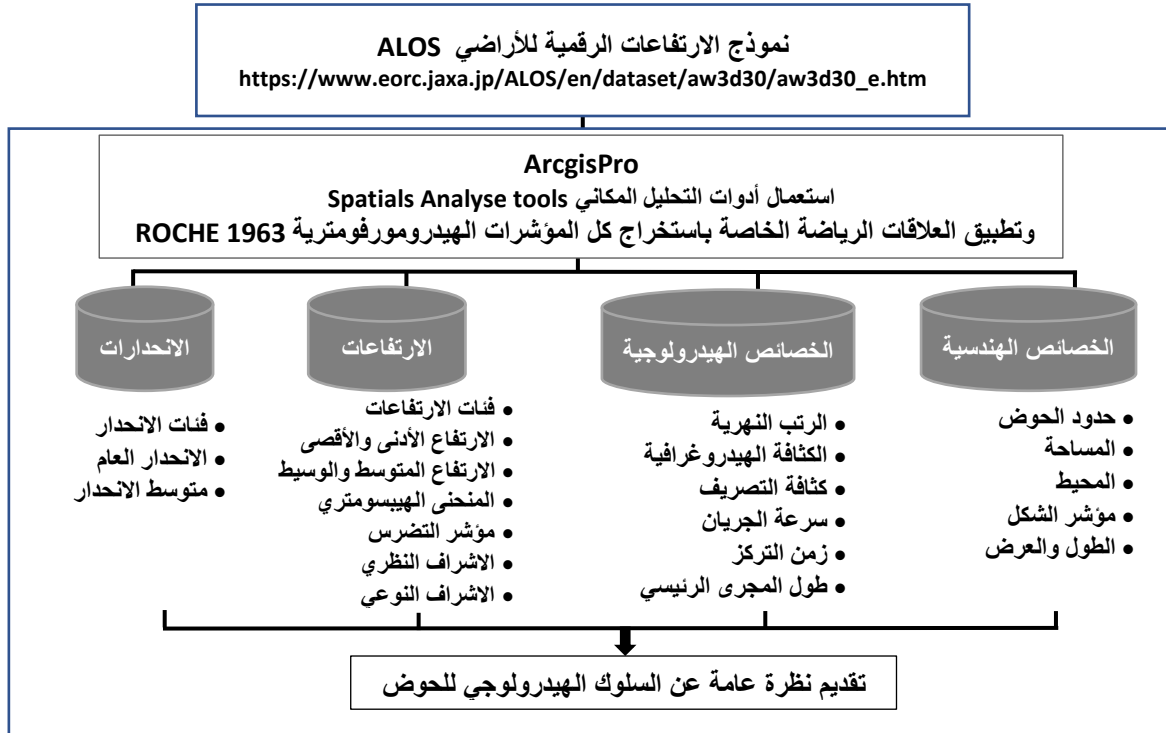 نموذج الارتفاعات الرقمية للأراضي ALOS
https://www.eorc.jaxa.jp/ALOS/en/dataset/aw3d30/aw3d30_e.htm
ArcgisPro
استعمال أدوات التحليل المكاني Spatials Analyse tools
وتطبيق العلاقات الرياضة الخاصة باستخراج كل المؤشرات الهيدرومورفومترية ROCHE 1963
الخصائص الهندسية
• حدود الحوض
• المساحة
• المحيط
• مؤشر الشكل
• الطول والعرض
الخصائص الهيدرولوجية
• الرتب النهرية
• الكثافة الهيدروغرافية
• كثافة التصريف
• سرعة الجريان
• زمن التركز
• طول المجرى الرئيسي
الارتفاعات
• فئات الارتفاعات
• الارتفاع الأدنى والأقصى
• الارتفاع المتوسط والوسيط
• المنحنى الهيبسومتري
• مؤشر التضرس
• الاشراف النظري
• الاشراف النوعي
الانحدارات
• فئات الانحدار
• الانحدار العام
• متوسط الانحدار
تقديم نظرة عامة عن السلوك الهيدرولوجي للحوض